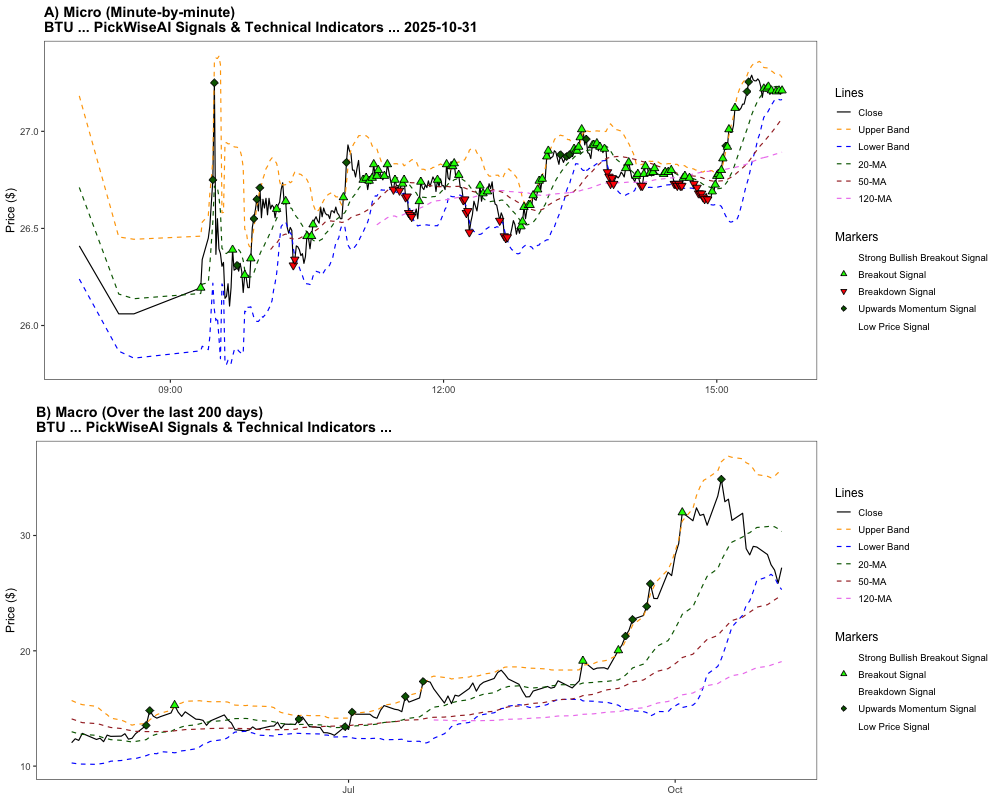 A) Micro (Minute-by-minute)
BTU ... PickWiseAI Signals & Technical Indicators ... 2025-10-31
Price ($)
27.0
26.5
26.0
09:00
12:00
15:00
Lines
Close
Upper Band
Lower Band
20-MA
50-MA
120-MA
Markers
Strong Bullish Breakout Signal
Breakout Signal
Breakdown Signal
Upwards Momentum Signal
Low Price Signal
B) Macro (Over the last 200 days)
BTU ... PickWiseAI Signals & Technical Indicators ...
Price ($)
30
20
10
Jul
Oct
Lines
Close
Upper Band
Lower Band
20-MA
50-MA
120-MA
Markers
Strong Bullish Breakout Signal
Breakout Signal
Breakdown Signal
Upwards Momentum Signal
Low Price Signal